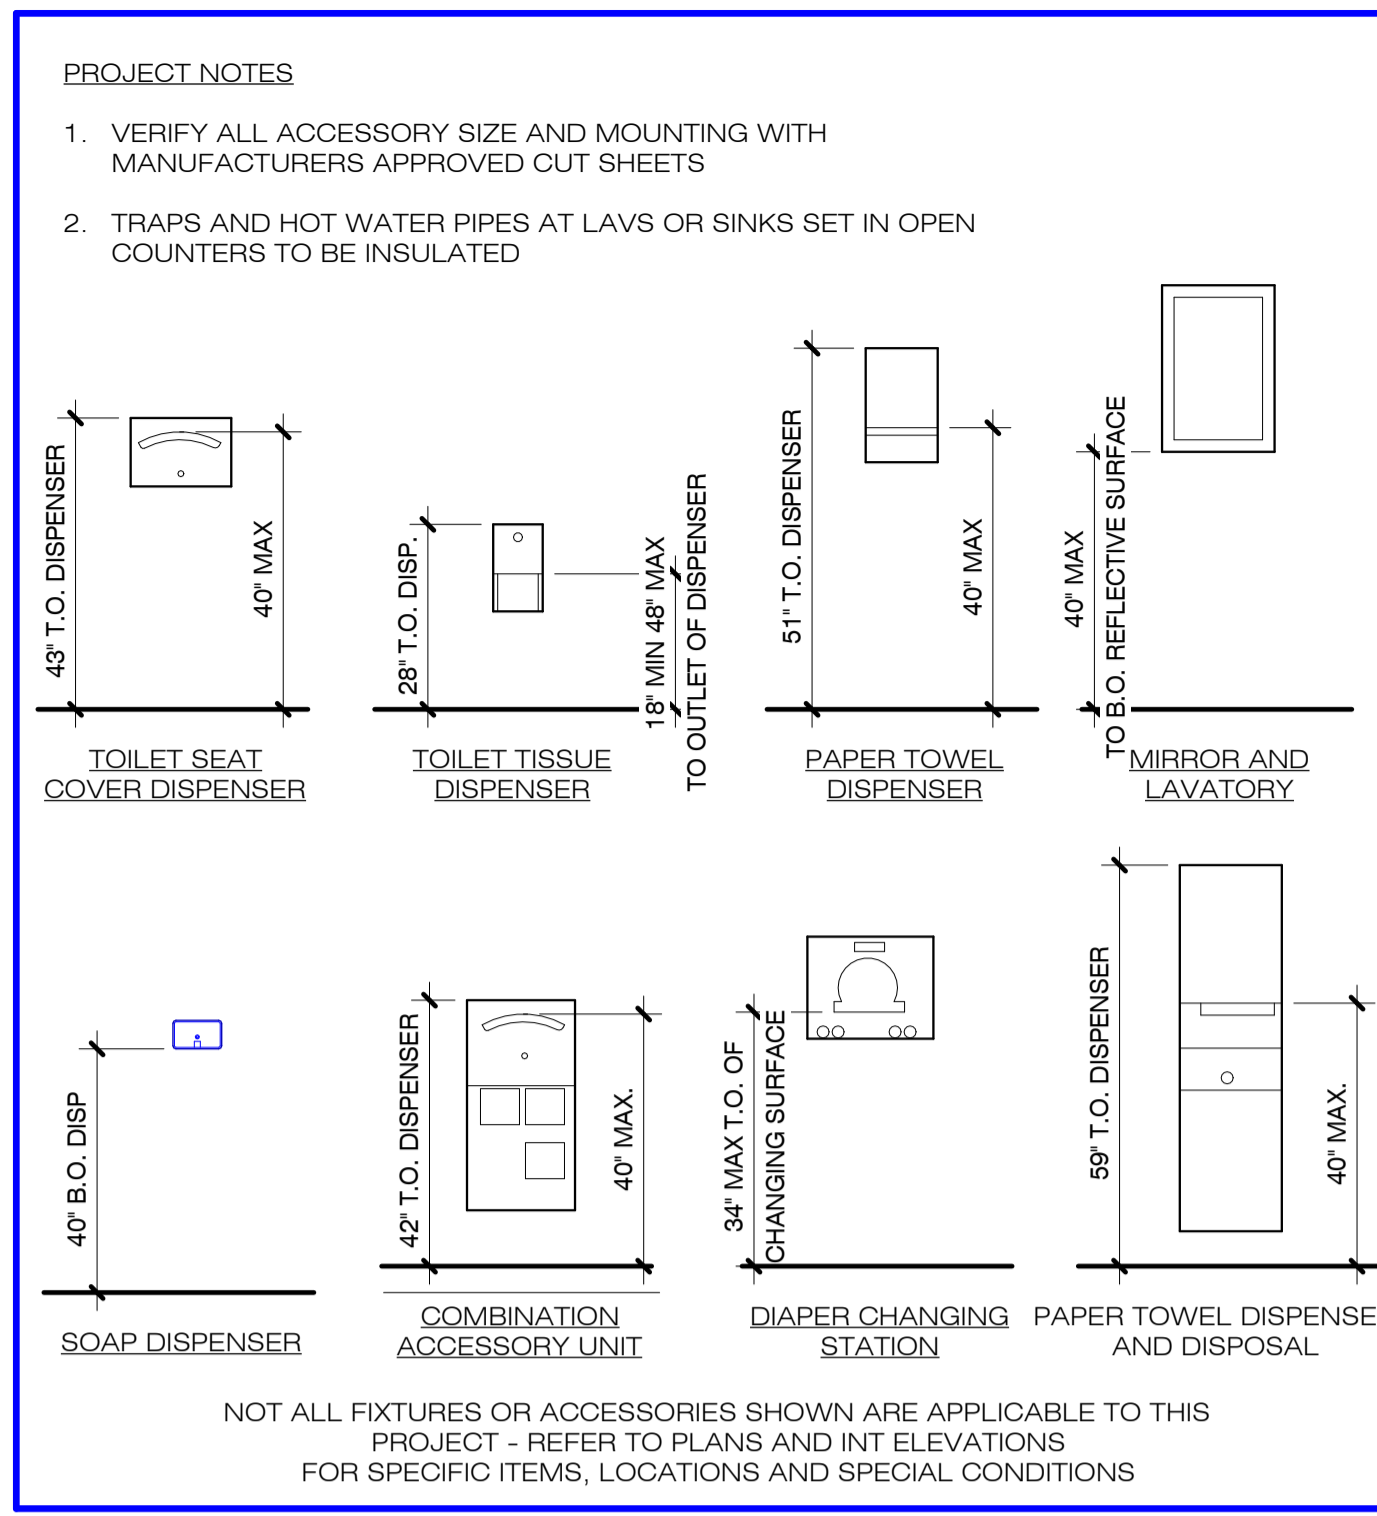 PROJECT NOTES
1. VERIFY ALL ACCESSORY SIZE AND MOUNTING WITH
MANUFACTURERS APPROVED CUT SHEETS
2. TRAPS AND HOT WATER PIPES AT LAVS OR SINKS SET IN OPEN
COUNTERS TO BE INSULATED
43" T.O. DISPENSER
40" MAX
TOILET SEAT
COVER DISPENSER
28" T.O. DISP.
18" MIN 48" MAX
TO OUTLET OF DISPENSER
TOILET TISSUE
DISPENSER
51" T.O. DISPENSER
40" MAX
PAPER TOWEL
DISPENSER
40" MAX
TO B.O. REFLECTIVE SURFACE
MIRROR AND
LAVATORY
40" B.O. DISP
SOAP DISPENSER
42" T.O. DISPENSER
40" MAX.
COMBINATION
ACCESSORY UNIT
34" MAX T.O. OF
CHANGING SURFACE
DIAPER CHANGING
STATION
59" T.O. DISPENSER
40" MAX.
PAPER TOWEL DISPENSE
AND DISPOSAL
NOT ALL FIXTURES OR ACCESSORIES SHOWN ARE APPLICABLE TO THIS
PROJECT - REFER TO PLANS AND INT ELEVATIONS
FOR SPECIFIC ITEMS, LOCATIONS AND SPECIAL CONDITIONS